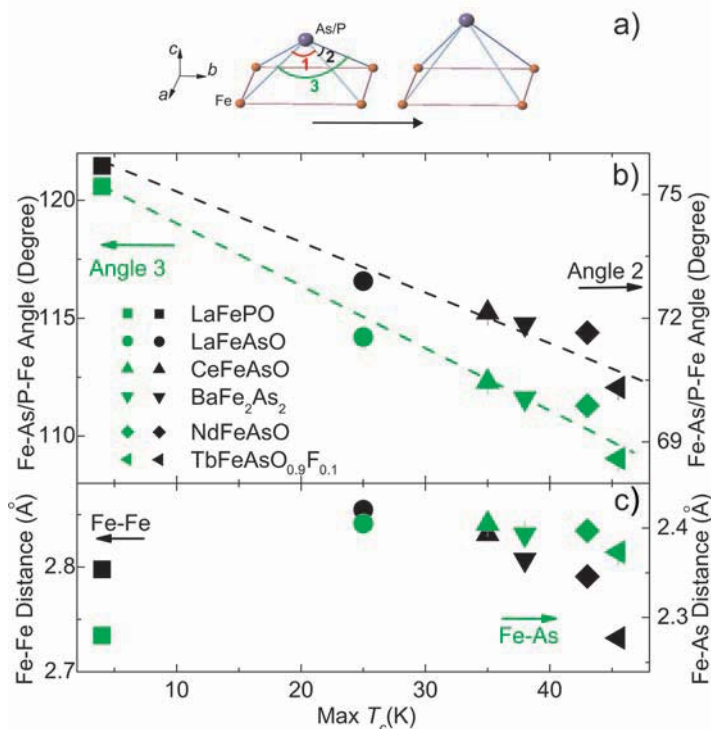 a)
As/P
c
b
a
1
2
3
Fe
b)
Fe-As/P-Fe Angle (Degree)
120
115
110
Angle 3
Angle 2
LaFePO
LaFeAsO
CeFeAsO
BaFe₂As₂
NdFeAsO
TbFeAsO₀.₉F₀.₁
75
72
69
Fe-As/P-Fe Angle (Degree)
c)
Fe-Fe Distance (Å)
2.8
2.7
Fe-Fe
Fe-As
2.4
2.3
Fe-As Distance (Å)
10
20
30
40
Max Tc(K)